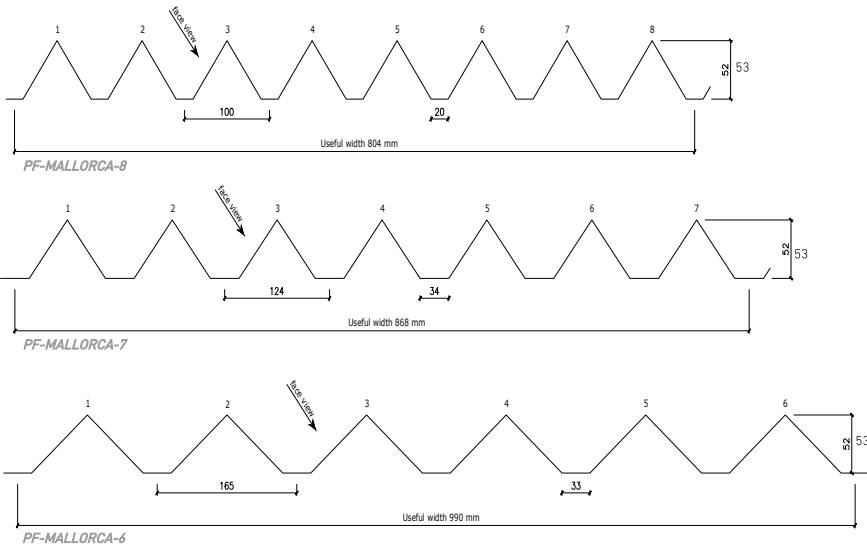 face view
1 2 3 4 5 6 7 8
52 53
100 20
Useful width 804 mm
PF-MALLORCA-8
face view
1 2 3 4 5 6 7
52 53
124 34
Useful width 868 mm
PF-MALLORCA-7
face view
1 2 3 4 5 6
52 53
165 33
Useful width 990 mm
PF-MALLORCA-6